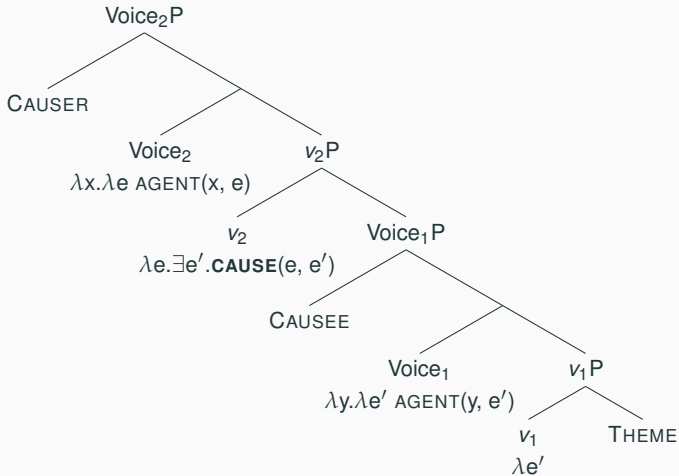 Voice₂P
CAUSER
Voice₂ v₂P
λx.λe AGENT(x, e)
v₂ Voice₁P
λe.∃e′.CAUSE(e, e′)
CAUSEE
Voice₁ v₁P
λy.λe′ AGENT(y, e′)
v₁ THEME
λe′